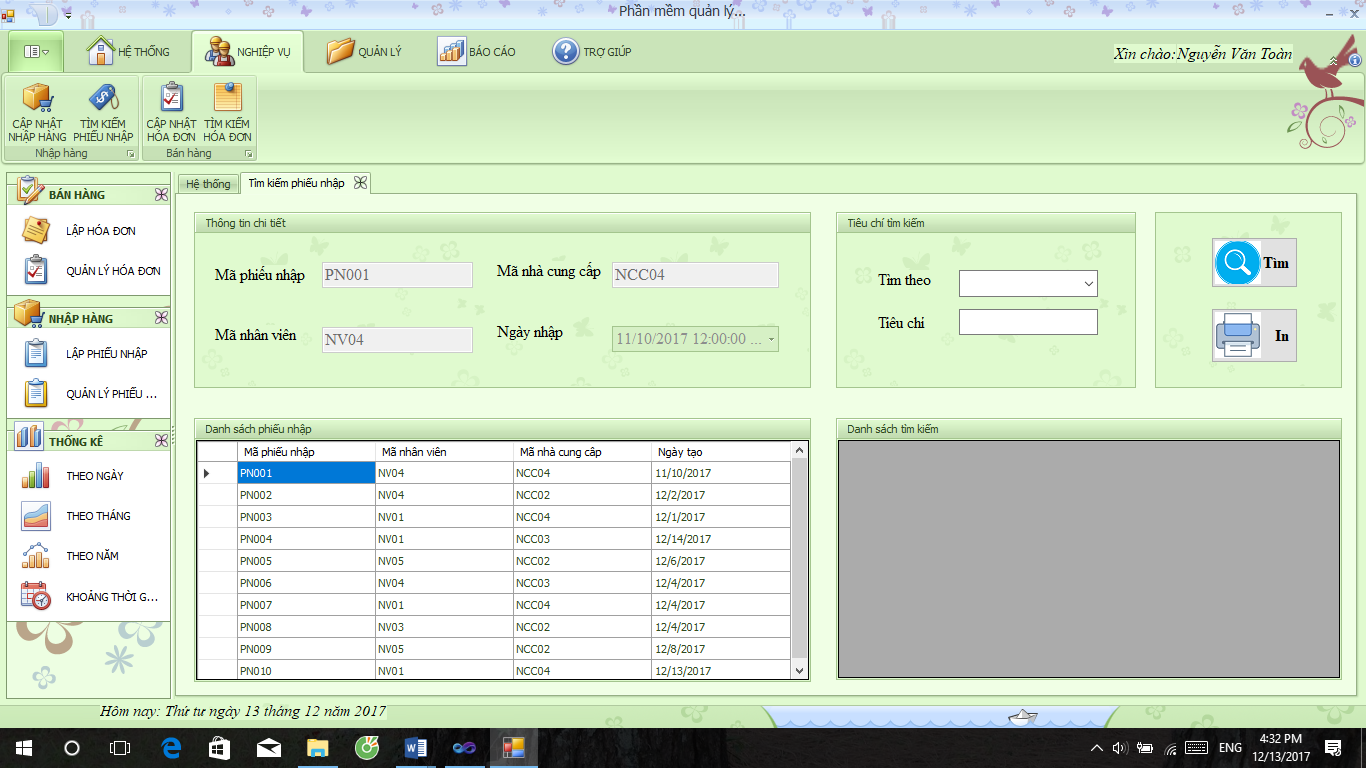 Phần mềm quản lý...
HỆ THỐNG
NGHIỆP VỤ
QUẢN LÝ
BÁO CÁO
TRỢ GIÚP
Xin chào:Nguyễn Văn Toàn
CẬP NHẬT
NHẬP HÀNG
TÌM KIẾM
PHIẾU NHẬP
CẬP NHẬT
HÓA ĐƠN
TÌM KIẾM
HÓA ĐƠN
Nhập hàng
Bán hàng
BÁN HÀNG
LẬP HÓA ĐƠN
QUẢN LÝ HÓA ĐƠN
NHẬP HÀNG
LẬP PHIẾU NHẬP
QUẢN LÝ PHIẾU ...
THỐNG KÊ
THEO NGÀY
THEO THÁNG
THEO NĂM
KHOẢNG THỜI G...
Hệ thống
Tìm kiếm phiếu nhập
Thông tin chi tiết
Mã phiếu nhập
PN001
Mã nhà cung cấp
NCC04
Mã nhân viên
NV04
Ngày nhập
11/10/2017 12:00:00 ...
Tiêu chí tìm kiếm
Tìm theo
Tiêu chí
Tìm
In
Danh sách phiếu nhập
Mã phiếu nhập Mã nhân viên Mã nhà cung cấp Ngày tạo
PN001 NV04 NCC04 11/10/2017
PN002 NV04 NCC02 12/2/2017
PN003 NV01 NCC04 12/1/2017
PN004 NV01 NCC03 12/14/2017
PN005 NV05 NCC02 12/6/2017
PN006 NV04 NCC03 12/4/2017
PN007 NV01 NCC04 12/4/2017
PN008 NV03 NCC02 12/4/2017
PN009 NV05 NCC02 12/8/2017
PN010 NV01 NCC04 12/13/2017
Danh sách tìm kiếm
Hôm nay: Thứ tư ngày 13 tháng 12 năm 2017
ENG
4:32 PM
12/13/2017